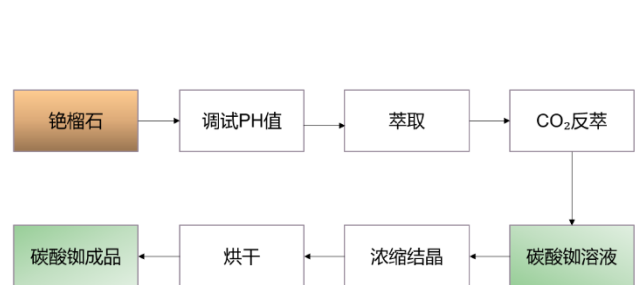 铯榴石
调试PH值
萃取
CO₂反萃
碳酸铷成品
烘干
浓缩结晶
碳酸铷溶液